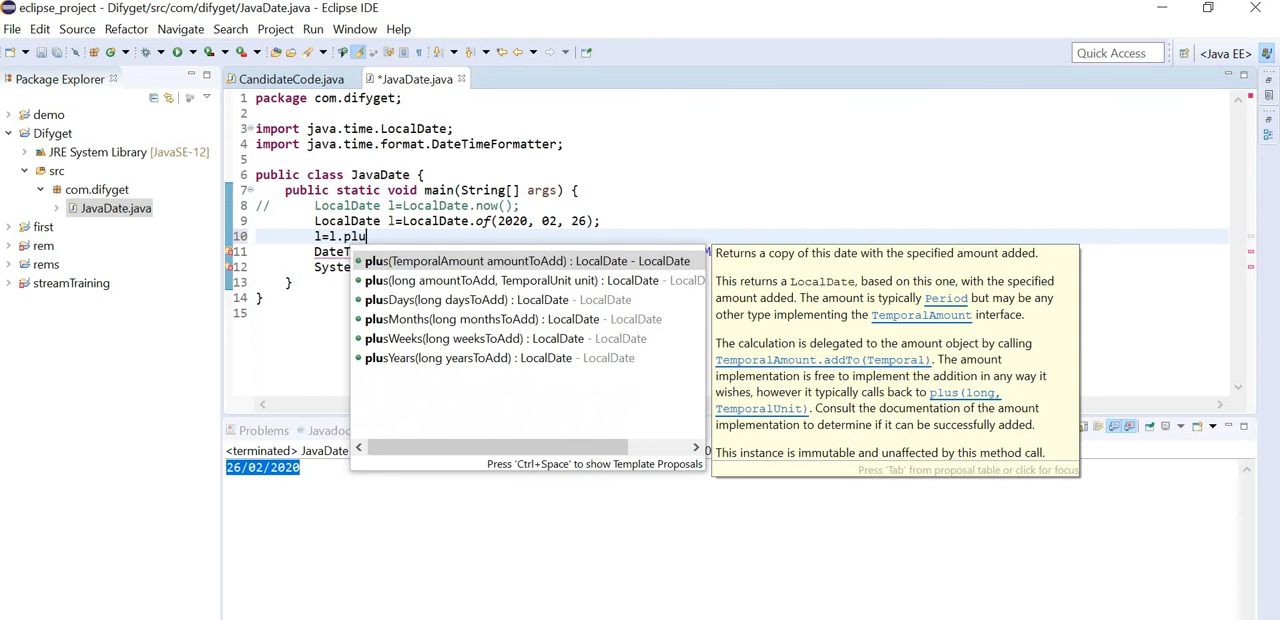 eclipse_project - Difyget/src/com/difyget/JavaDate.java - Eclipse IDE
File Edit Source Refactor Navigate Search Project Run Window Help
Quick Access <Java EE>
Package Explorer
demo
Difyget
JRE System Library [JavaSE-12]
src
com.difyget
JavaDate.java
first
rem
rems
streamTraining
CandidateCode.java *JavaDate.java
1 package com.difyget;
2
3 import java.time.LocalDate;
4 import java.time.format.DateTimeFormatter;
5
6 public class JavaDate {
7 public static void main(String[] args) {
8 // LocalDate l=LocalDate.now();
9 LocalDate l=LocalDate.of(2020, 02, 26);
10 l=l.plu
11 DateT M
12 Syste
13 }
14 }
15
plus(TemporalAmount amountToAdd) : LocalDate - LocalDate
plus(long amountToAdd, TemporalUnit unit) : LocalDate - LocalD
plusDays(long daysToAdd) : LocalDate - LocalDate
plusMonths(long monthsToAdd) : LocalDate - LocalDate
plusWeeks(long weeksToAdd) : LocalDate - LocalDate
plusYears(long yearsToAdd) : LocalDate - LocalDate
Press 'Ctrl+Space' to show Template Proposals
Returns a copy of this date with the specified amount added.
This returns a LocalDate, based on this one, with the specified
amount added. The amount is typically Period but may be any
other type implementing the TemporalAmount interface.
The calculation is delegated to the amount object by calling
TemporalAmount.addTo(Temporal). The amount
implementation is free to implement the addition in any way it
wishes, however it typically calls back to plus(long,
TemporalUnit). Consult the documentation of the amount
implementation to determine if it can be successfully added.
This instance is immutable and unaffected by this method call.
Press 'Tab' from proposal table or click for focus
Problems Javadoc
<terminated> JavaDate
26/02/2020